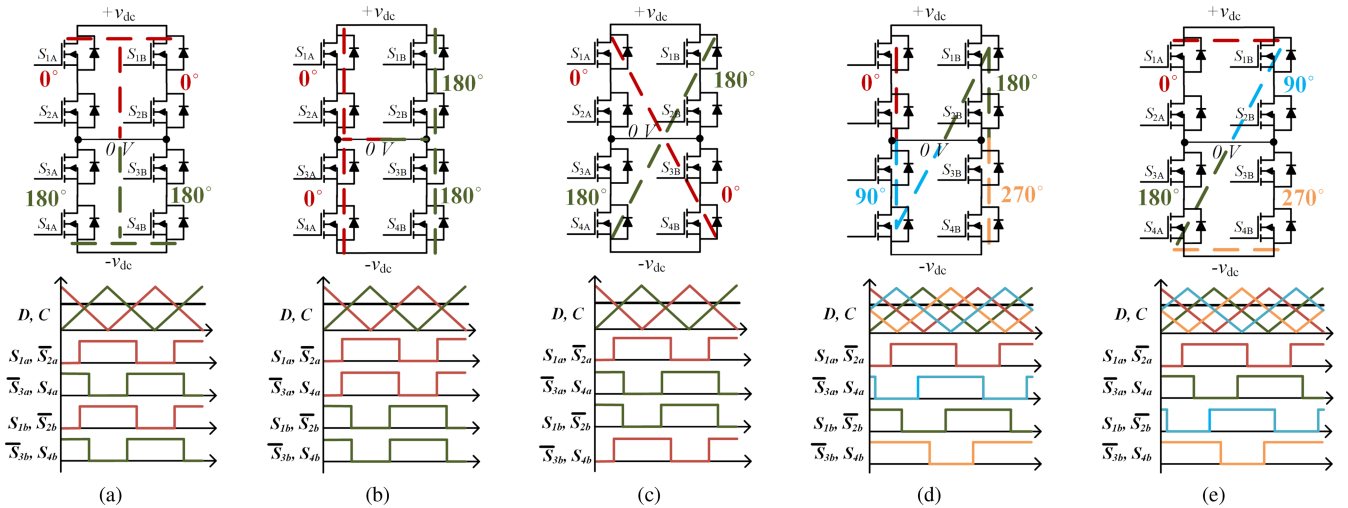 +v_dc
S_1A S_1B
0° 0°
S_2A S_2B
0 V
S_3A S_3B
180° 180°
S_4A S_4B
-v_dc
D, C
S_1a, S̅_2a
S̅_3a, S_4a
S_1b, S̅_2b
S̅_3b, S_4b
(a)
+v_dc
S_1A S_1B
0° 180°
S_2A S_2B
0 V
S_3A S_3B
0° 180°
S_4A S_4B
-v_dc
D, C
S_1a, S̅_2a
S̅_3a, S_4a
S_1b, S̅_2b
S̅_3b, S_4b
(b)
+v_dc
S_1A S_1B
0° 180°
S_2A S_2B
0 V
S_3A S_3B
180° 0°
S_4A S_4B
-v_dc
D, C
S_1a, S̅_2a
S̅_3a, S_4a
S_1b, S̅_2b
S̅_3b, S_4b
(c)
+v_dc
S_1A S_1B
0° 180°
S_2A S_2B
0 V
S_3A S_3B
90° 270°
S_4A S_4B
-v_dc
D, C
S_1a, S̅_2a
S̅_3a, S_4a
S_1b, S̅_2b
S̅_3b, S_4b
(d)
+v_dc
S_1A S_1B
0° 90°
S_2A S_2B
0 V
S_3A S_3B
180° 270°
S_4A S_4B
-v_dc
D, C
S_1a, S̅_2a
S̅_3a, S_4a
S_1b, S̅_2b
S̅_3b, S_4b
(e)